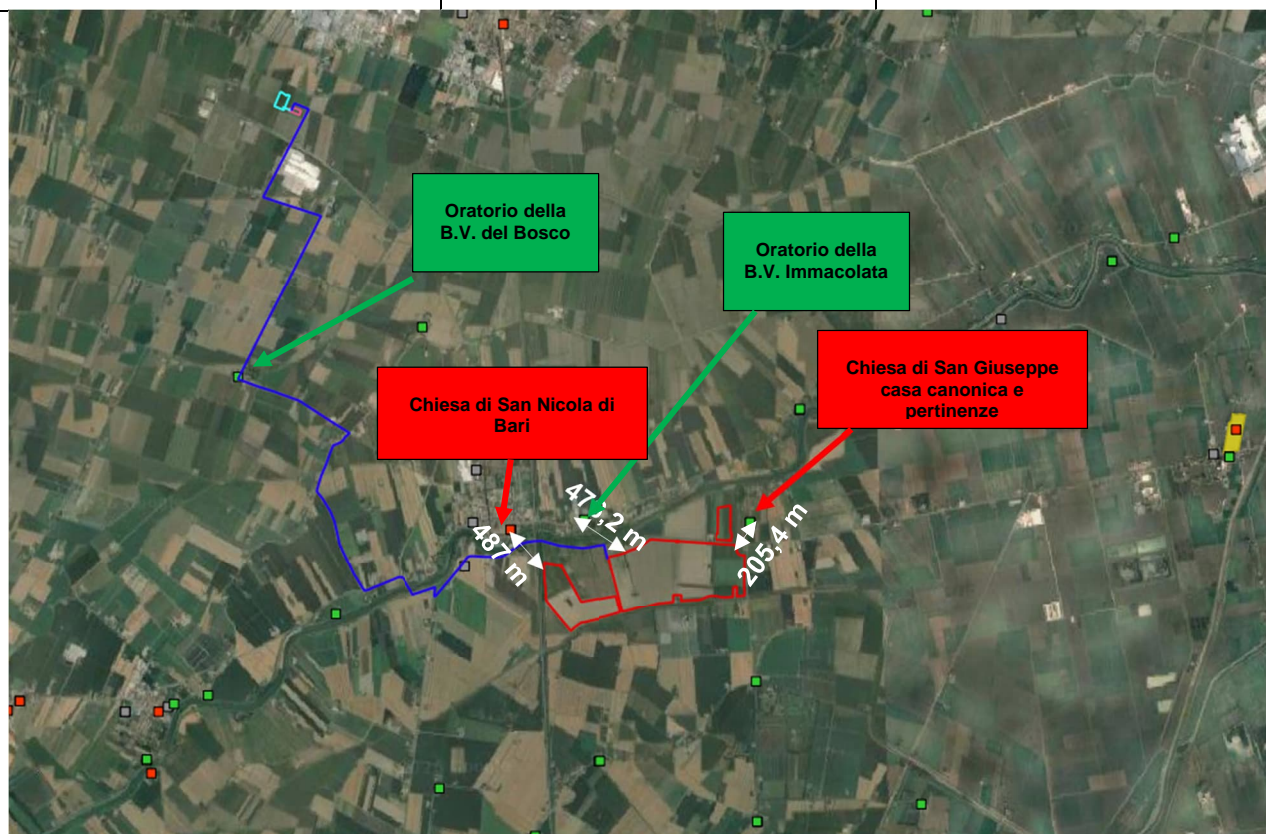 Oratorio della
B.V. del Bosco
Oratorio della
B.V. Immacolata
Chiesa di San Giuseppe
casa canonica e
pertinenze
Chiesa di San Nicola di
Bari
487 m
205,4 m